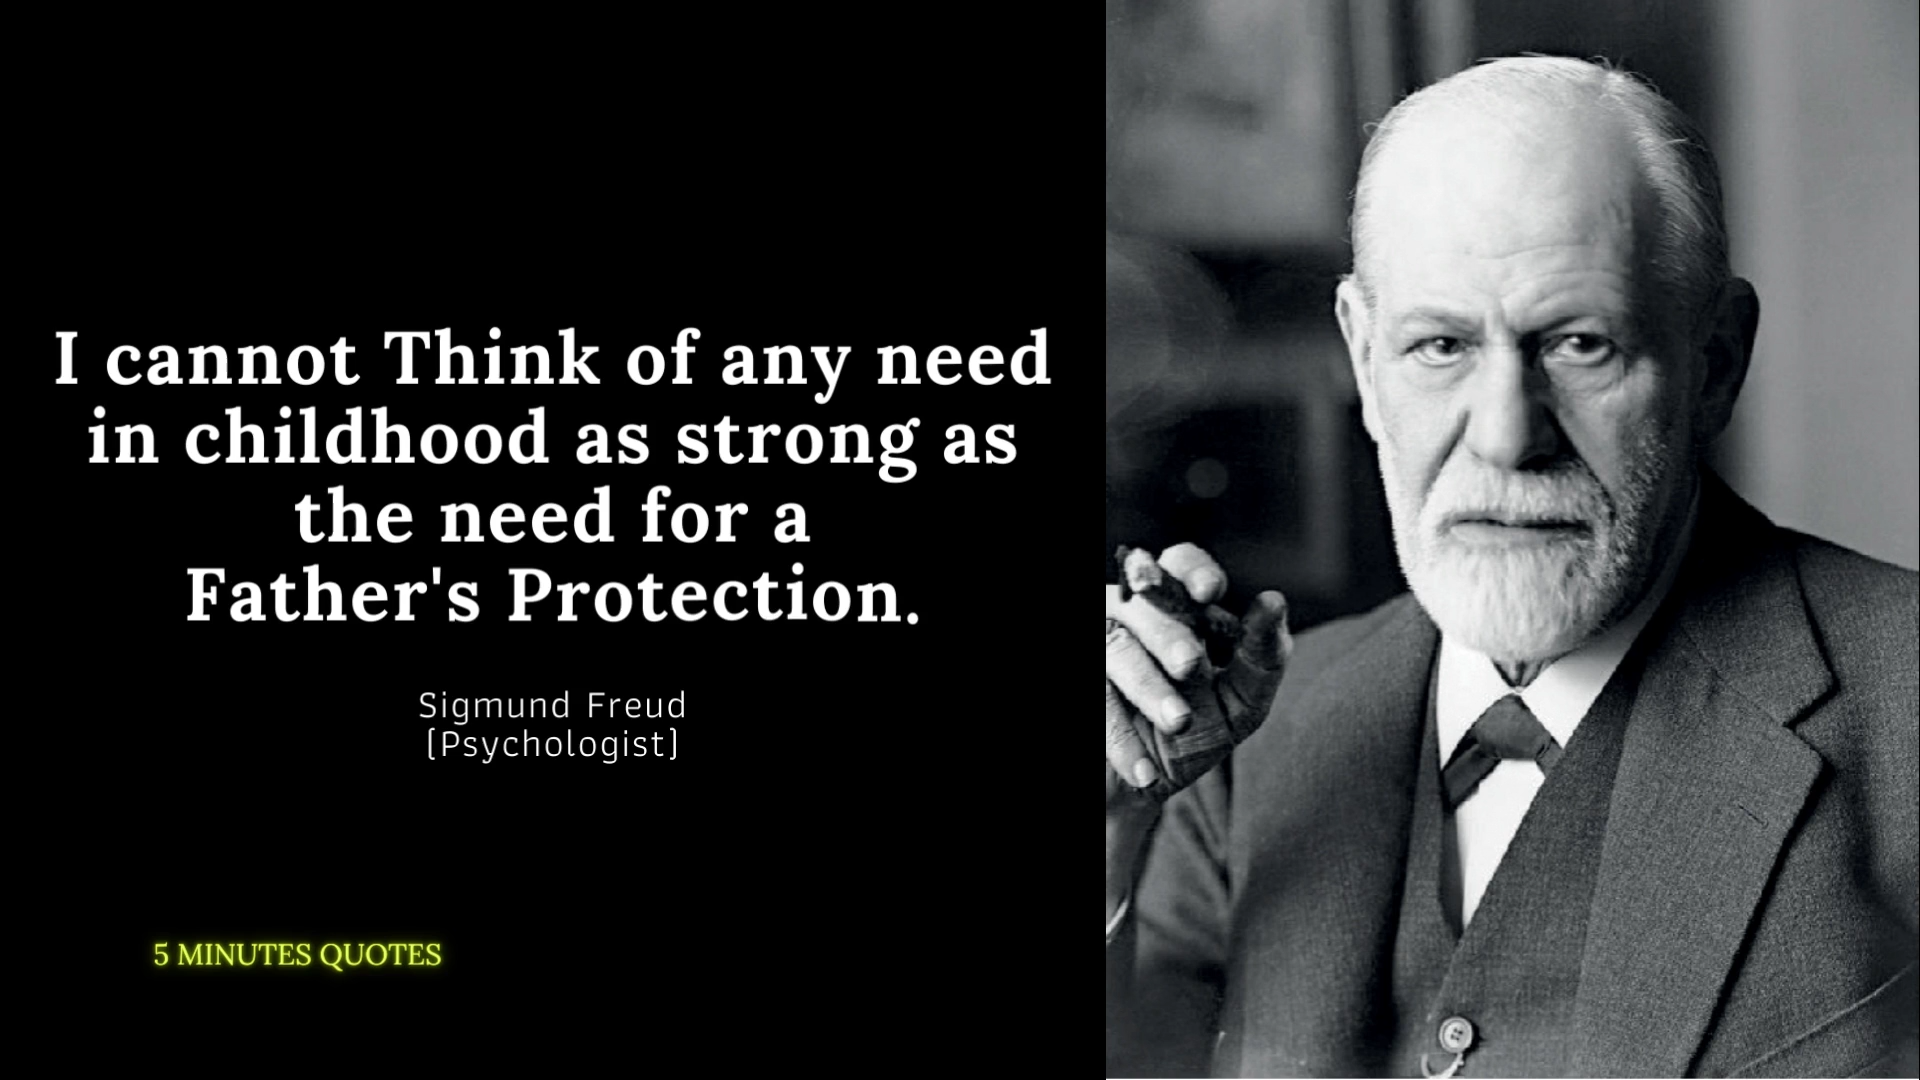 I cannot Think of any need
in childhood as strong as
the need for a
Father's Protection.
Sigmund Freud
[Psychologist]
5 MINUTES QUOTES